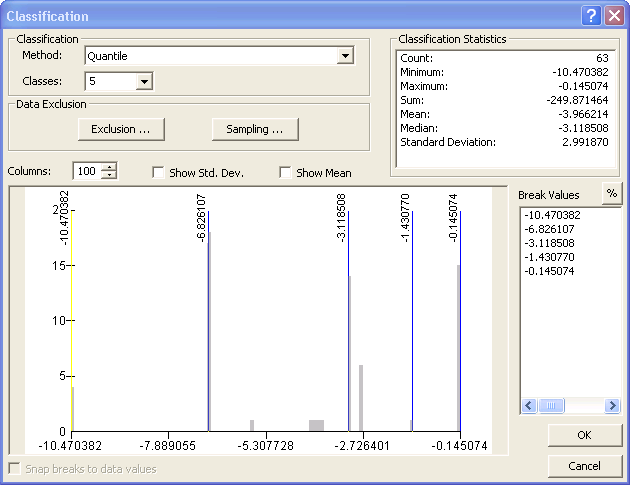 Classification
Classification
Method:
Quantile
Classes:
5
Data Exclusion
Exclusion ...
Sampling ...
Classification Statistics
Count: 63
Minimum: -10.470382
Maximum: -0.145074
Sum: -249.871464
Mean: -3.966214
Median: -3.118508
Standard Deviation: 2.991870
Columns:
100
Show Std. Dev.
Show Mean
Break Values
%
-10.470382
-6.826107
-3.118508
-1.430770
-0.145074
-10.470382
-6.826107
-3.118508
-1.430770
-0.145074
2
15
10
5
0
-10.470382
-7.889055
-5.307728
-2.726401
-0.145074
Snap breaks to data values
OK
Cancel